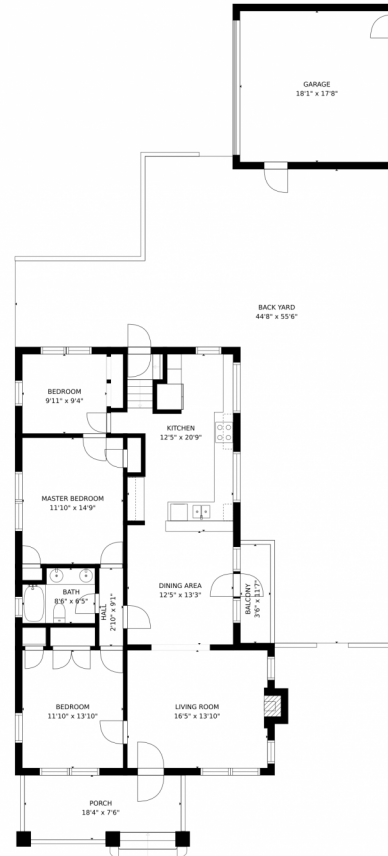 GARAGE
18'1" x 17'8"
BACK YARD
44'8" x 55'6"
BEDROOM
9'11" x 9'4"
KITCHEN
12'5" x 20'9"
MASTER BEDROOM
11'10" x 14'9"
BATH
8'6" x 6'5"
HALL
2'10" x 9'1"
DINING AREA
12'5" x 13'3"
BALCONY
3'6" x 11'7"
BEDROOM
11'10" x 13'10"
LIVING ROOM
16'5" x 13'10"
PORCH
18'4" x 7'6"